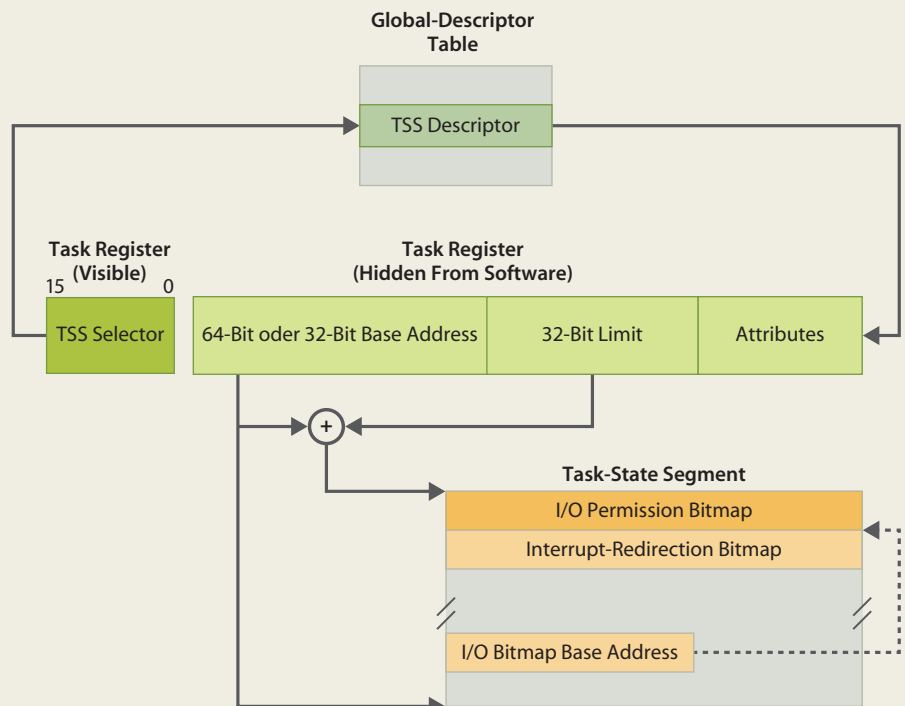 Global-Descriptor
Table
TSS Descriptor
Task Register
(Visible)
15 0
TSS Selector
Task Register
(Hidden From Software)
64-Bit oder 32-Bit Base Address
32-Bit Limit
Attributes
+
Task-State Segment
I/O Permission Bitmap
Interrupt-Redirection Bitmap
I/O Bitmap Base Address